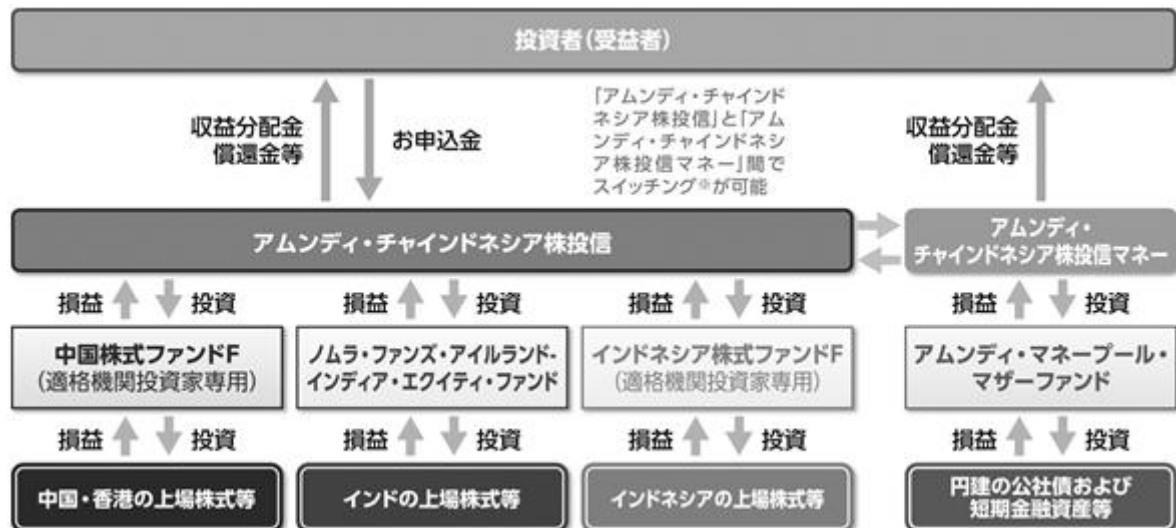 投資者(受益者)
収益分配金
償還金等
お申込金
「アムンディ・チャインド
ネシア株投信」と「アム
ンディ・チャインドネシ
ア株投信マネー」間で
スイッチング※が可能
収益分配金
償還金等
アムンディ・チャインドネシア株投信
アムンディ・
チャインドネシア株投信マネー
損益 投資
損益 投資
損益 投資
損益 投資
中国株式ファンドF
(適格機関投資家専用)
ノムラ・ファンズ・アイルランド-
インディア・エクイティ・ファンド
インドネシア株式ファンドF
(適格機関投資家専用)
アムンディ・マネープール・
マザーファンド
損益 投資
損益 投資
損益 投資
損益 投資
中国・香港の上場株式等
インドの上場株式等
インドネシアの上場株式等
円建の公社債および
短期金融資産等